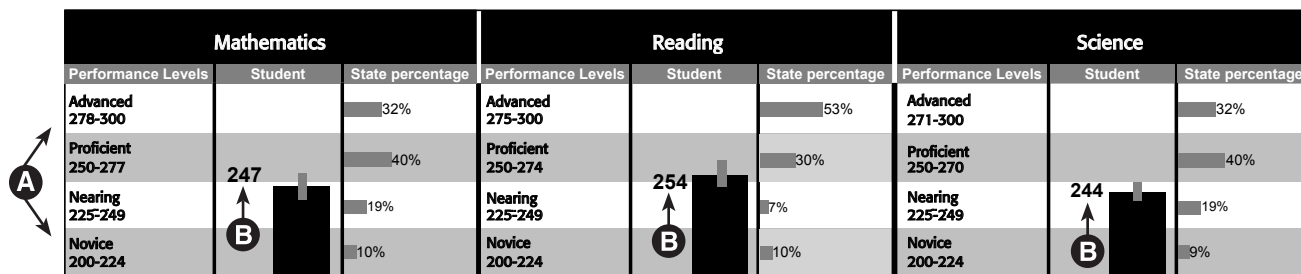 Mathematics Reading Science
Performance Levels Student State percentage Performance Levels Student State percentage Performance Levels Student State percentage
Advanced
278-300
32%
Proficient
250-277
40%
Nearing
225-249
19%
Novice
200-224
10%
A
247
B
Advanced
275-300
53%
Proficient
250-274
30%
Nearing
225-249
7%
Novice
200-224
10%
254
B
Advanced
271-300
32%
Proficient
250-270
40%
Nearing
225-249
19%
Novice
200-224
9%
244
B